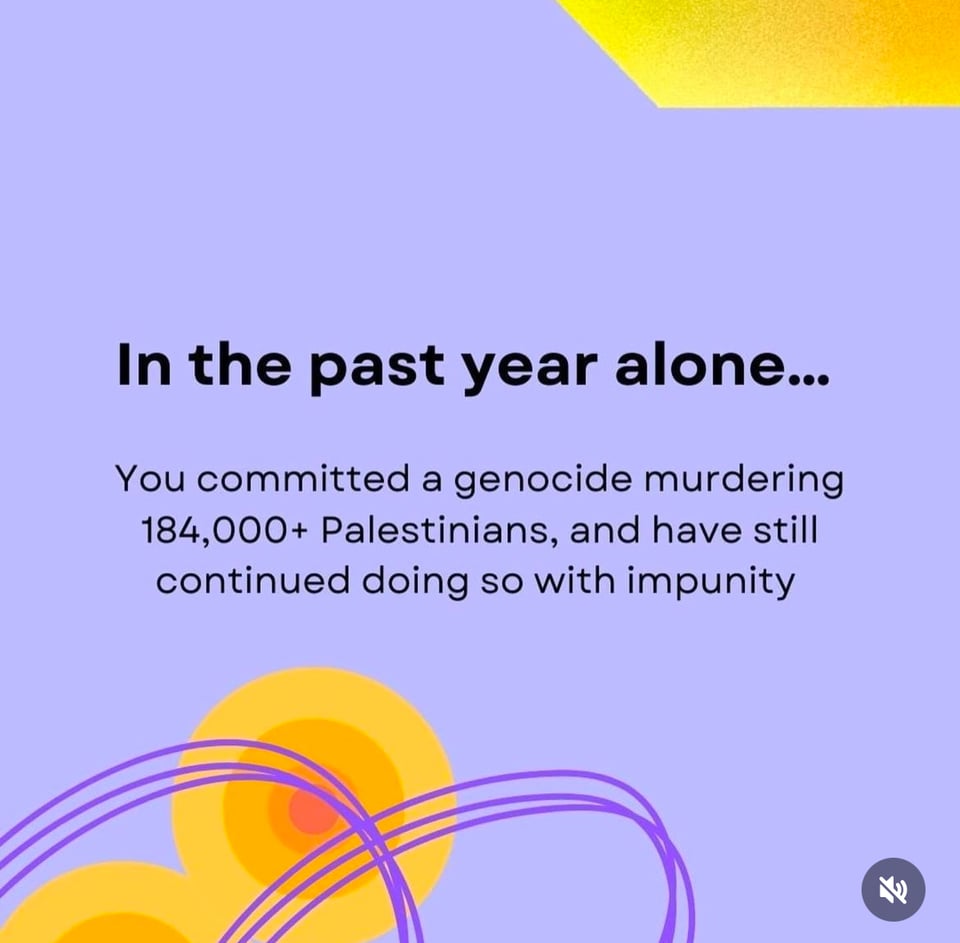 In the past year alone...
You committed a genocide murdering
184,000+ Palestinians, and have still
continued doing so with impunity